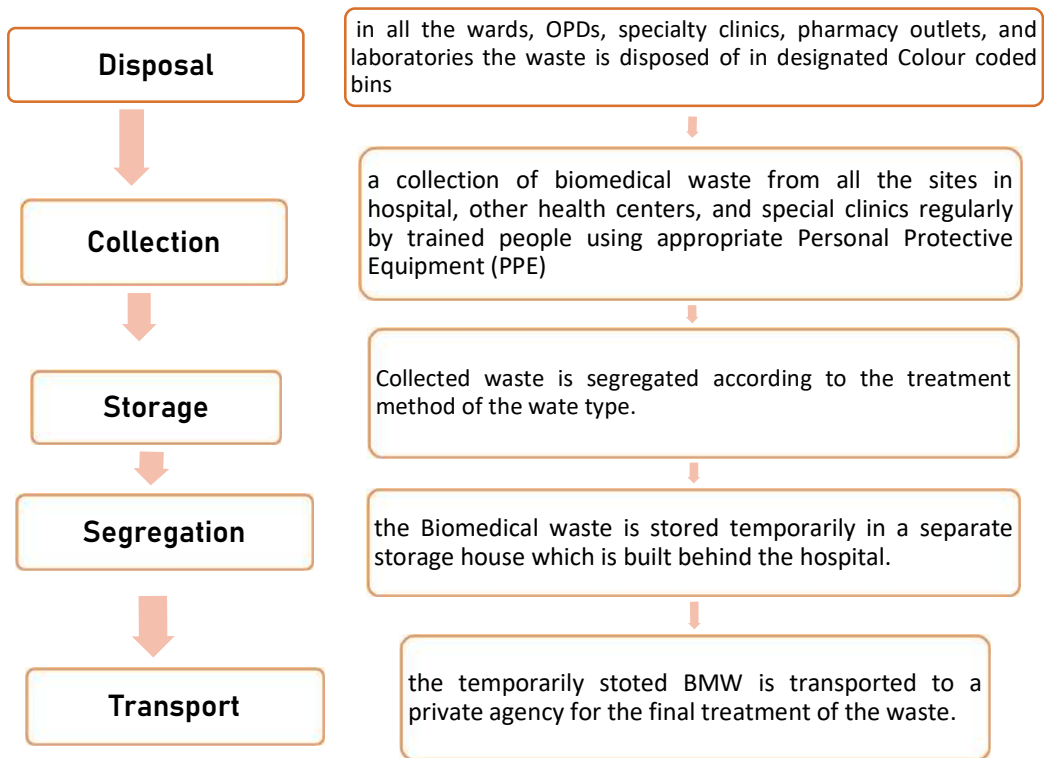 Disposal
in all the wards, OPDs, specialty clinics, pharmacy outlets, and
laboratories the waste is disposed of in designated Colour coded
bins
Collection
a collection of biomedical waste from all the sites in
hospital, other health centers, and special clinics regularly
by trained people using appropriate Personal Protective
Equipment (PPE)
Storage
Collected waste is segregated according to the treatment
method of the wate type.
Segregation
the Biomedical waste is stored temporarily in a separate
storage house which is built behind the hospital.
Transport
the temporarily stoted BMW is transported to a
private agency for the final treatment of the waste.